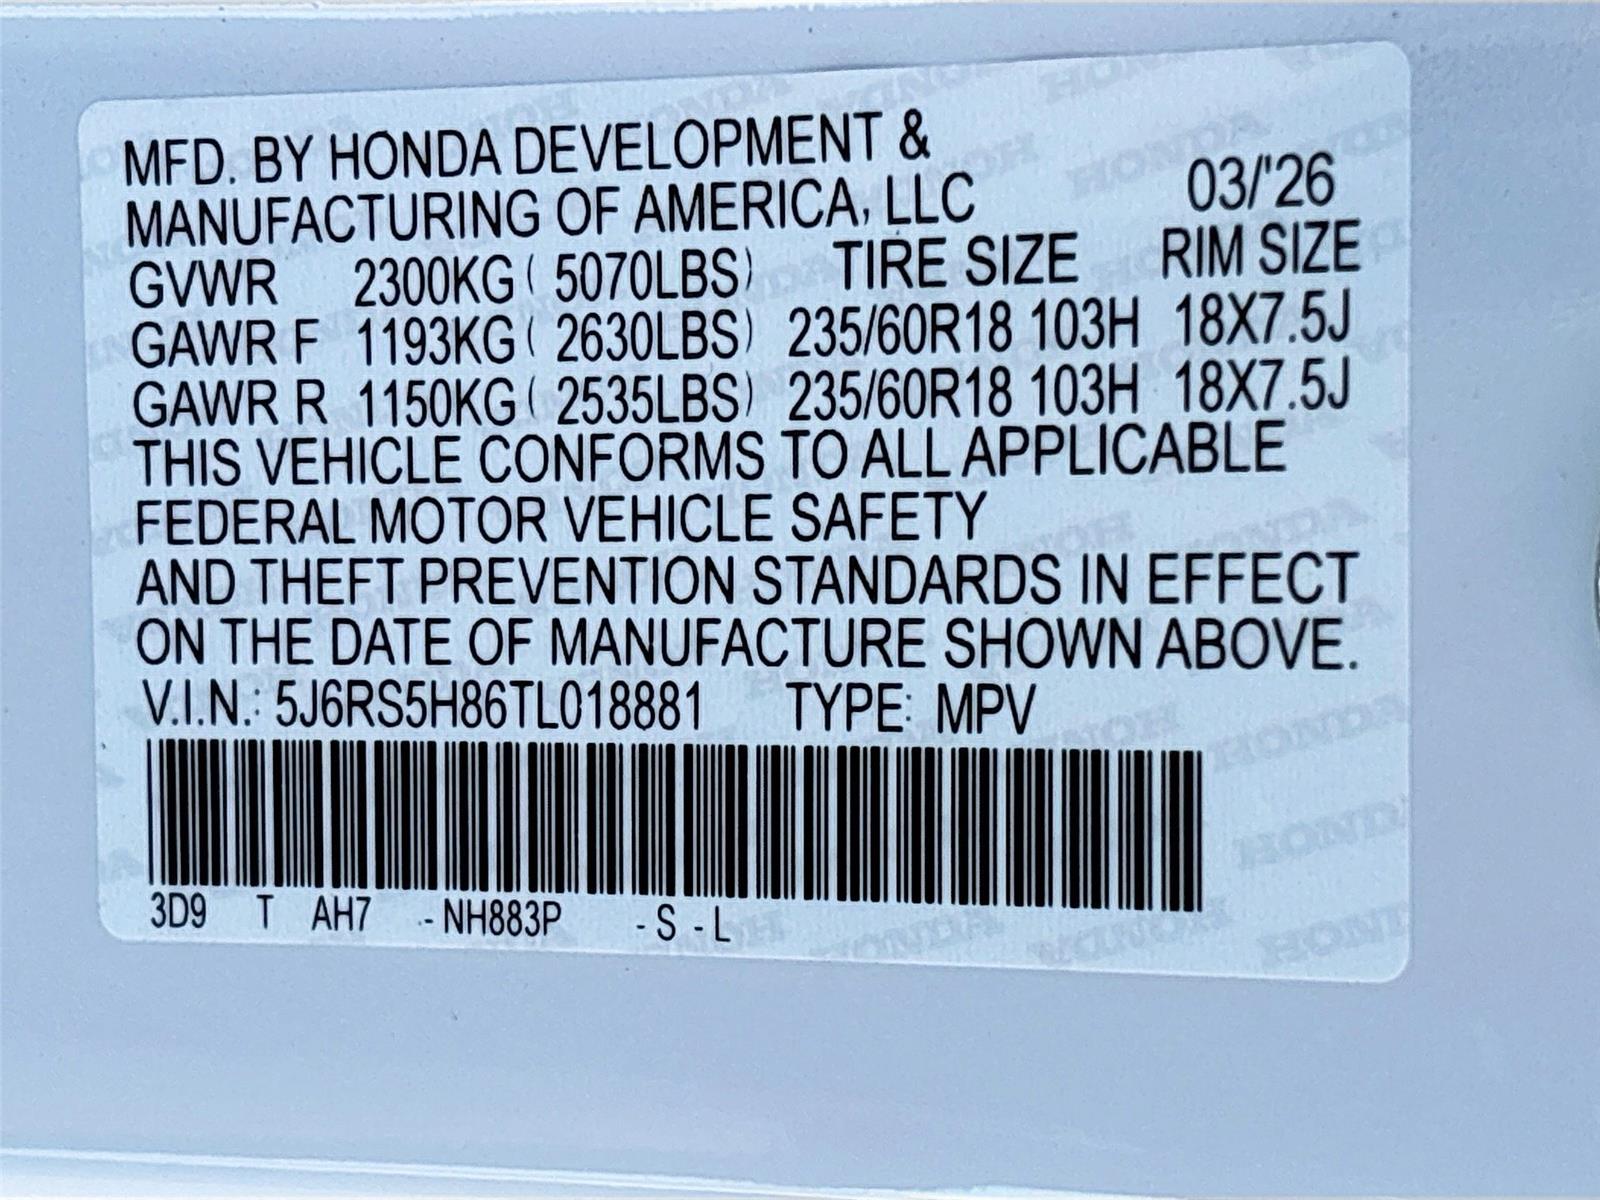 MFD. BY HONDA DEVELOPMENT &
MANUFACTURING OF AMERICA, LLC 03/'26
GVWR 2300KG ( 5070LBS) TIRE SIZE RIM SIZE
GAWR F 1193KG ( 2630LBS) 235/60R18 103H 18X7.5J
GAWR R 1150KG ( 2535LBS) 235/60R18 103H 18X7.5J
THIS VEHICLE CONFORMS TO ALL APPLICABLE
FEDERAL MOTOR VEHICLE SAFETY
AND THEFT PREVENTION STANDARDS IN EFFECT
ON THE DATE OF MANUFACTURE SHOWN ABOVE.
V.I.N.: 5J6RS5H86TL018881 TYPE: MPV
3D9 T AH7 - NH883P - S - L